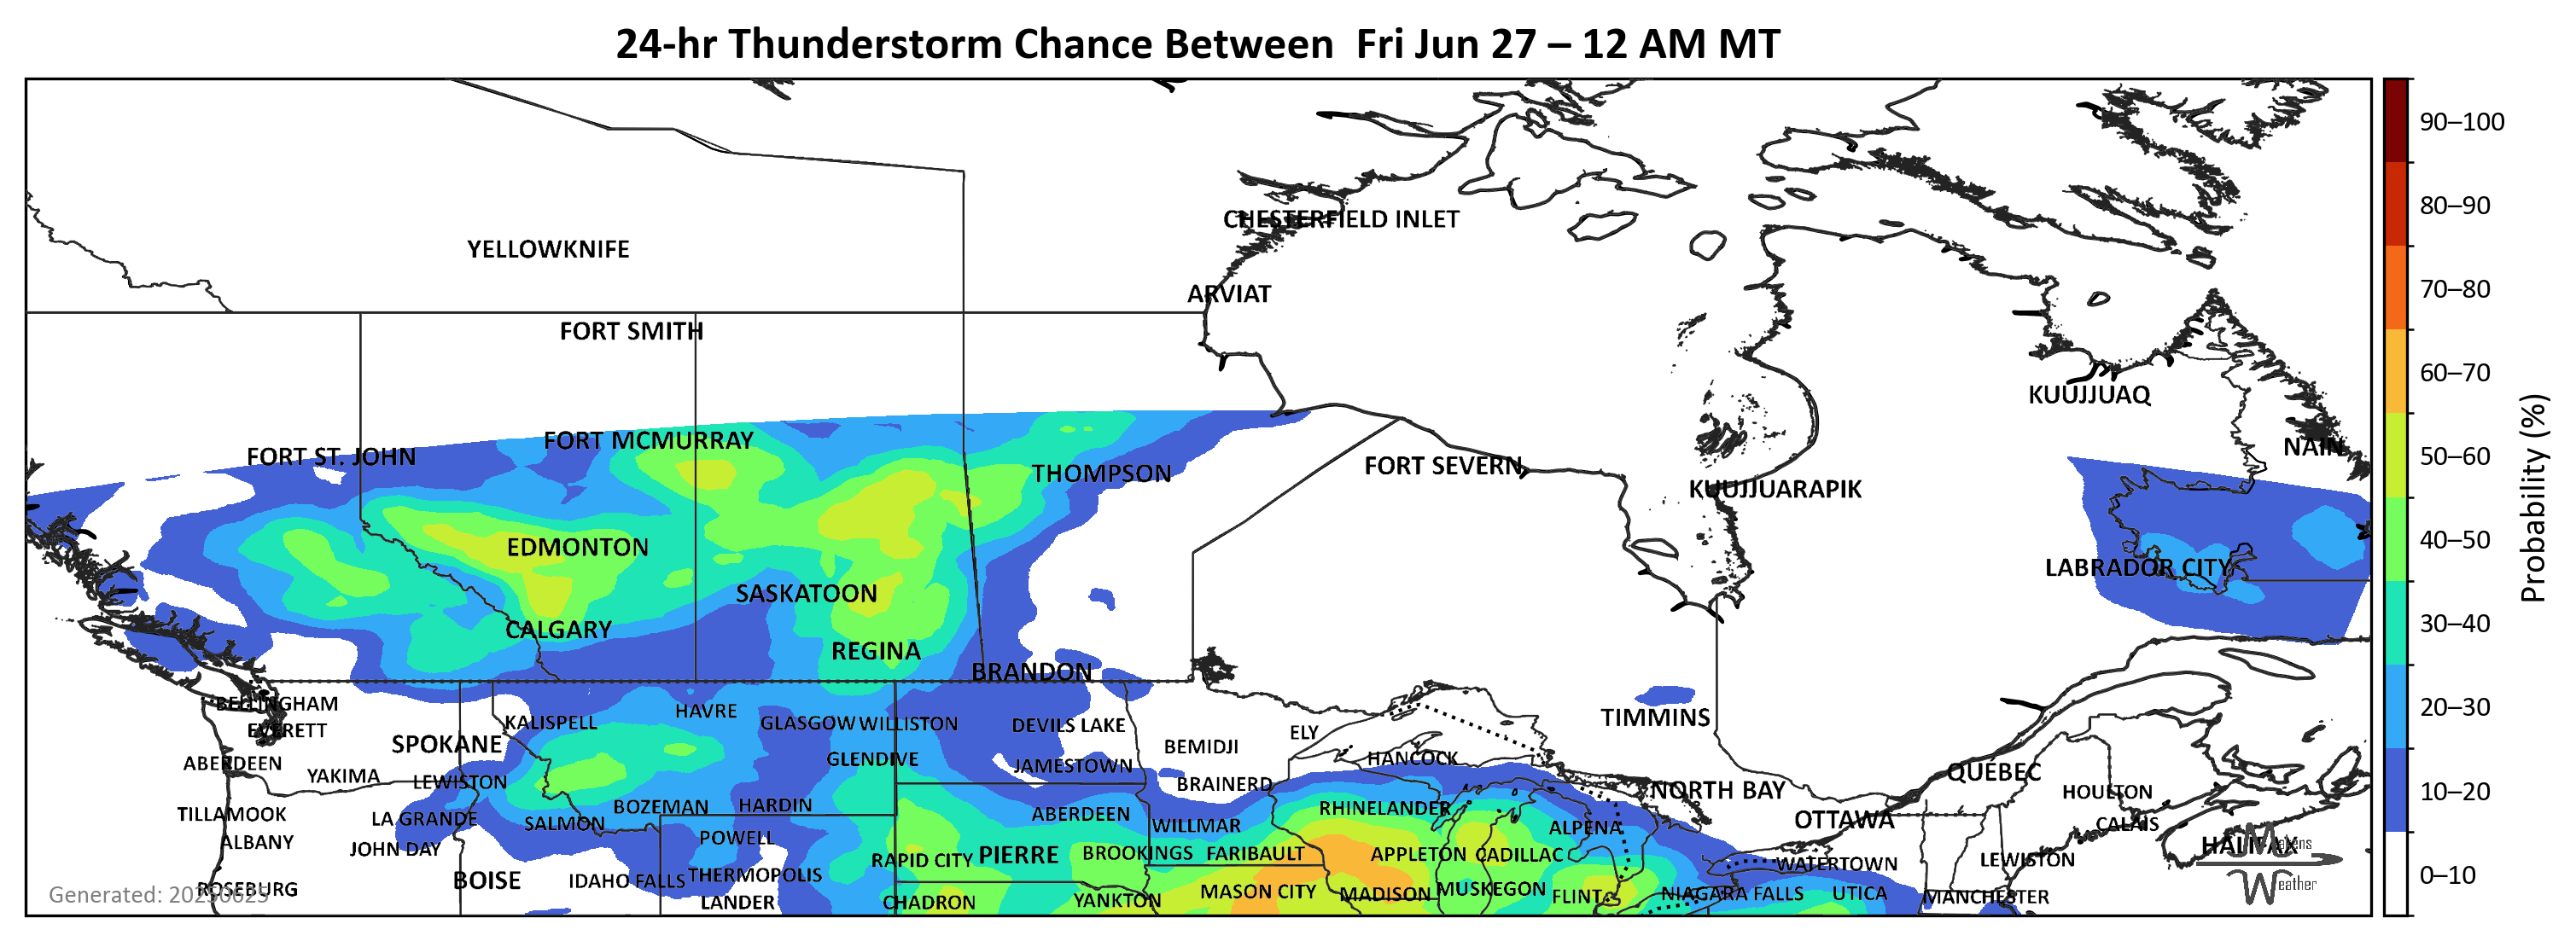 24-hr Thunderstorm Chance Between  Fri Jun 27 – 12 AM MT
90–100
80–90
CHESTERFIELD INLET
YELLOWKNIFE
70–80
ARVIAT
FORT SMITH
60–70
KUUJJUAQ
FORT MCMURRAY
NAIN
FORT ST. JOHN
50–60
FORT SEVERN
THOMPSON
KUUJJUARAPIK
Probability (%)
40–50
EDMONTON
LABRADOR CITY
SASKATOON
30–40
CALGARY
REGINA
BRANDON
BELLINGHAM
20–30
HAVRE
TIMMINS
KALISPELL
GLASGOW WILLISTON
DEVILS LAKE
EVERETT
ELY
SPOKANE
BEMIDJI
GLENDIVE
HANCOCK
ABERDEEN
JAMESTOWN
QUÉBEC
YAKIMA
LEWISTON
BRAINERD
NORTH BAY
HOULTON
10–20
BOZEMAN
HARDIN
RHINELANDER
TILLAMOOK
LA GRANDE
SALMON
ABERDEEN
WILLMAR
ALPENA
OTTAWA
CALAIS
POWELL
ALBANY
JOHN DAY
HALIFAX
Makens
RAPID CITY
PIERRE
BROOKINGS
FARIBAULT
APPLETON
CADILLAC
WATERTOWN
LEWISTON
BOISE
IDAHO FALLS
THERMOPOLIS
0–10
Weather
ROSEBURG
Generated: 20250625
MASON CITY
MADISON
MUSKEGON
FLINT
NIAGARA FALLS
UTICA
MANCHESTER
LANDER
CHADRON
YANKTON